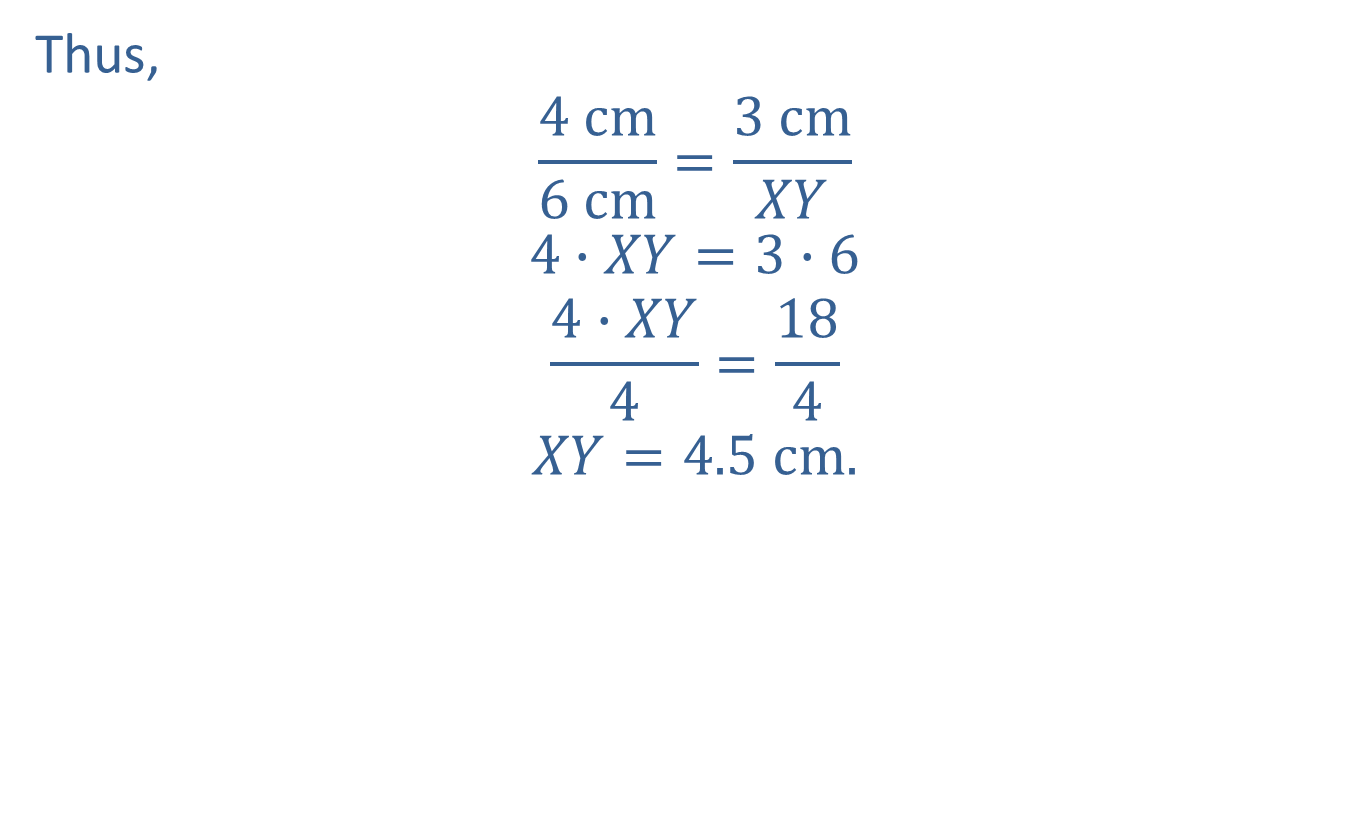 Thus,
4 cm / 6 cm = 3 cm / XY
4 · XY = 3 · 6
4 · XY / 4 = 18 / 4
XY = 4.5 cm.